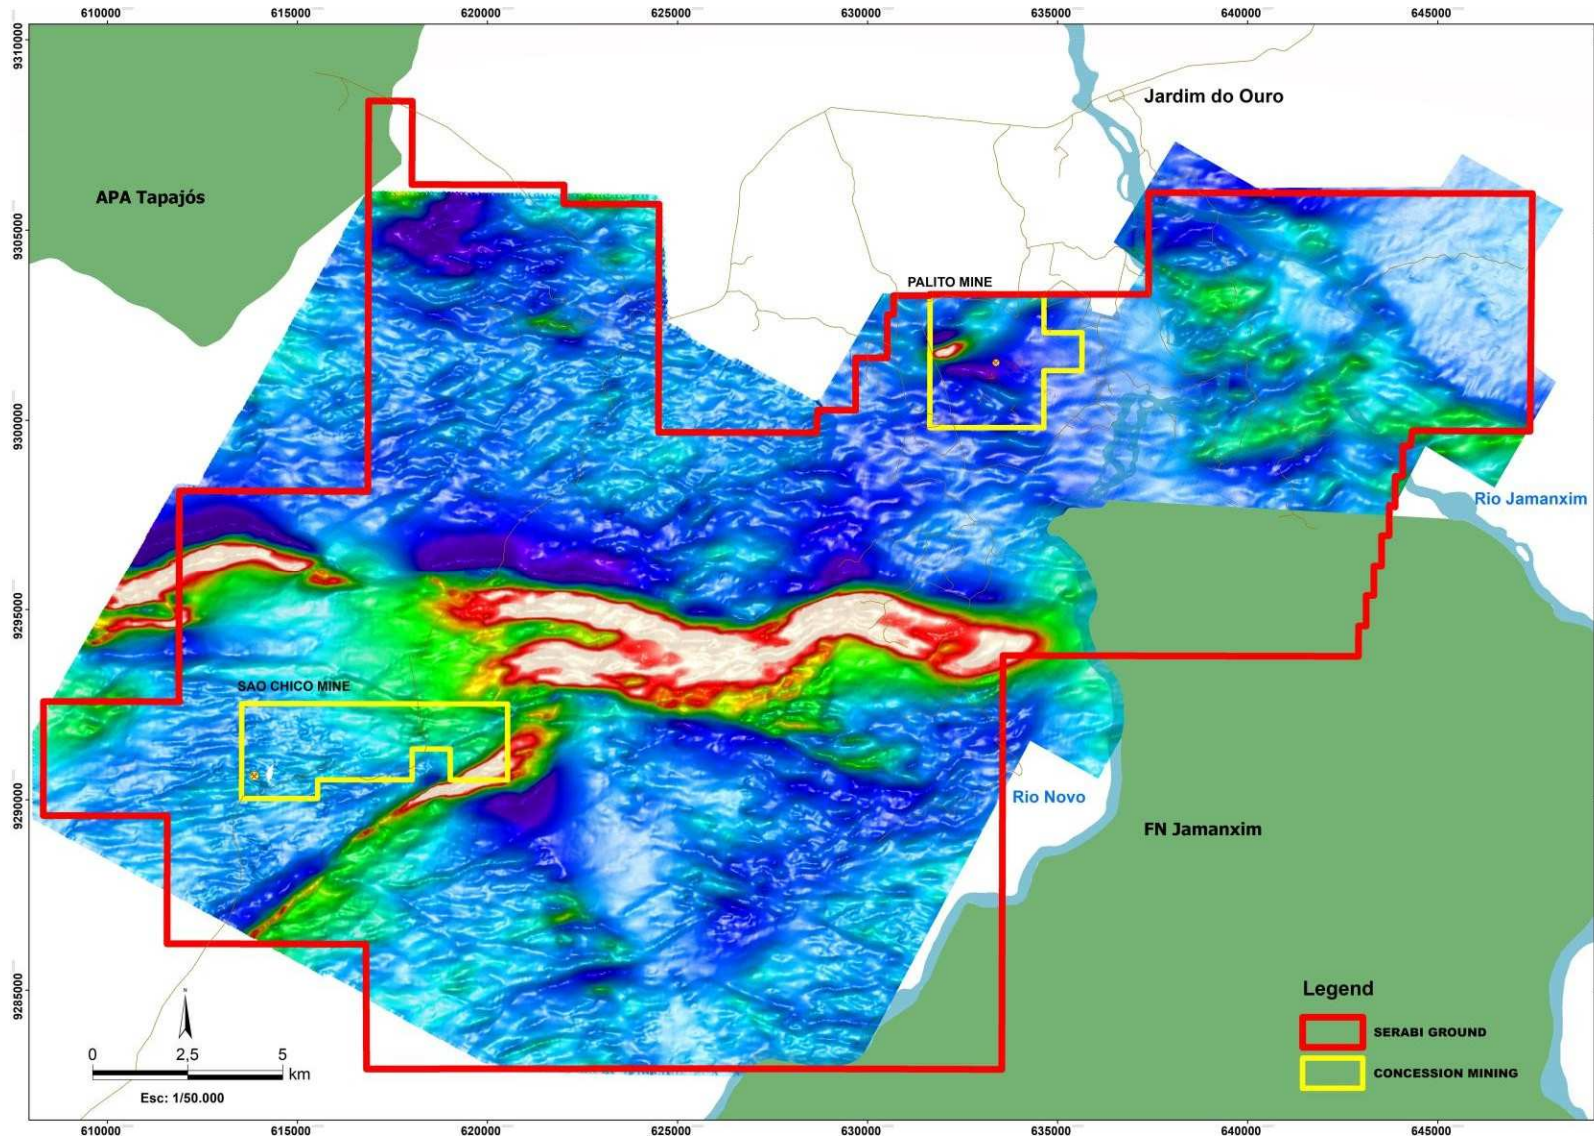 610000 615000 620000 625000 630000 635000 640000 645000
9310000
9305000
9300000
9295000
9290000
9285000
Jardim do Ouro
APA Tapajós
PALITO MINE
Rio Jamanxim
SAO CHICO MINE
Rio Novo
FN Jamanxim
N
0 2,5 5
km
Esc: 1/50.000
Legend
SERABI GROUND
CONCESSION MINING
610000 615000 620000 625000 630000 635000 640000 645000